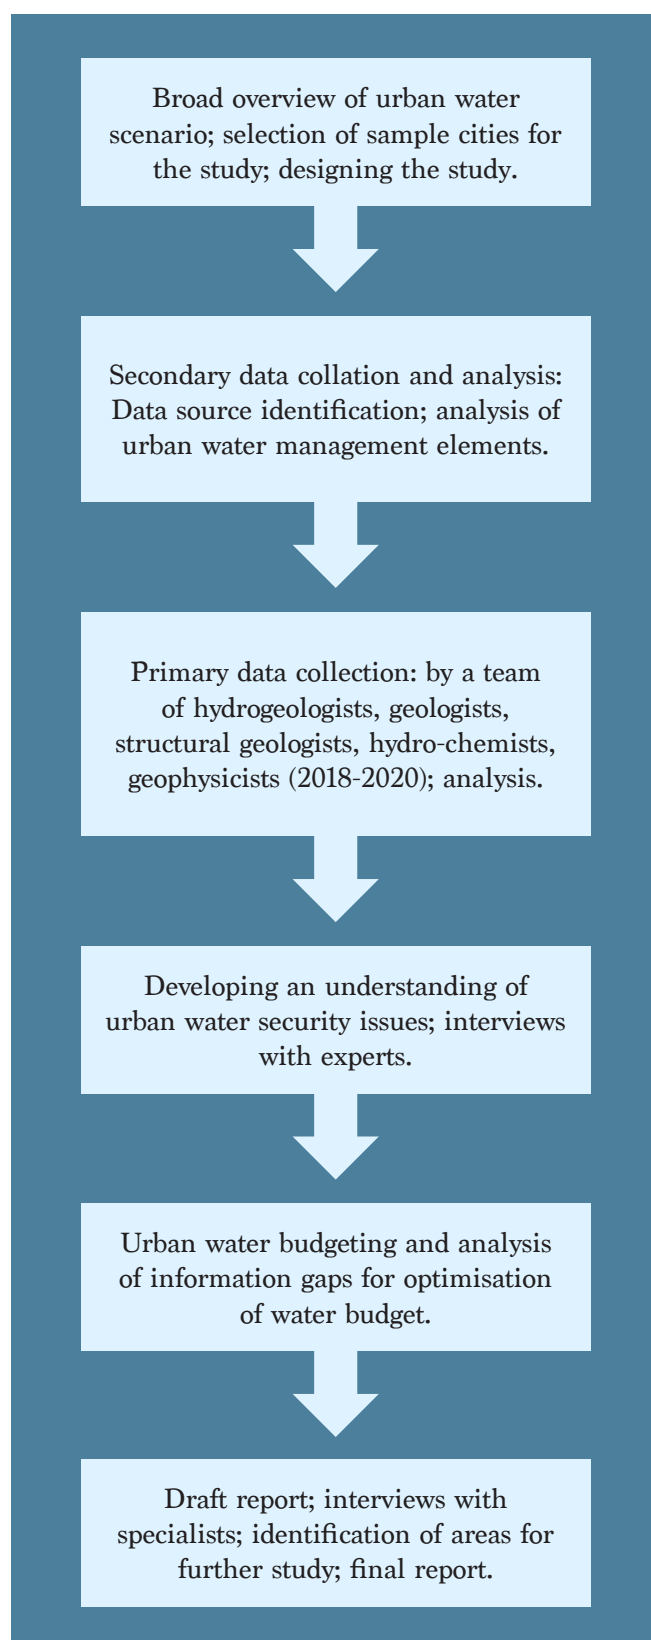 Broad overview of urban water
scenario; selection of sample cities for
the study; designing the study.
Secondary data collation and analysis:
Data source identification; analysis of
urban water management elements.
Primary data collection: by a team
of hydrogeologists, geologists,
structural geologists, hydro-chemists,
geophysicists (2018-2020); analysis.
Developing an understanding of
urban water security issues; interviews
with experts.
Urban water budgeting and analysis
of information gaps for optimisation
of water budget.
Draft report; interviews with
specialists; identification of areas for
further study; final report.